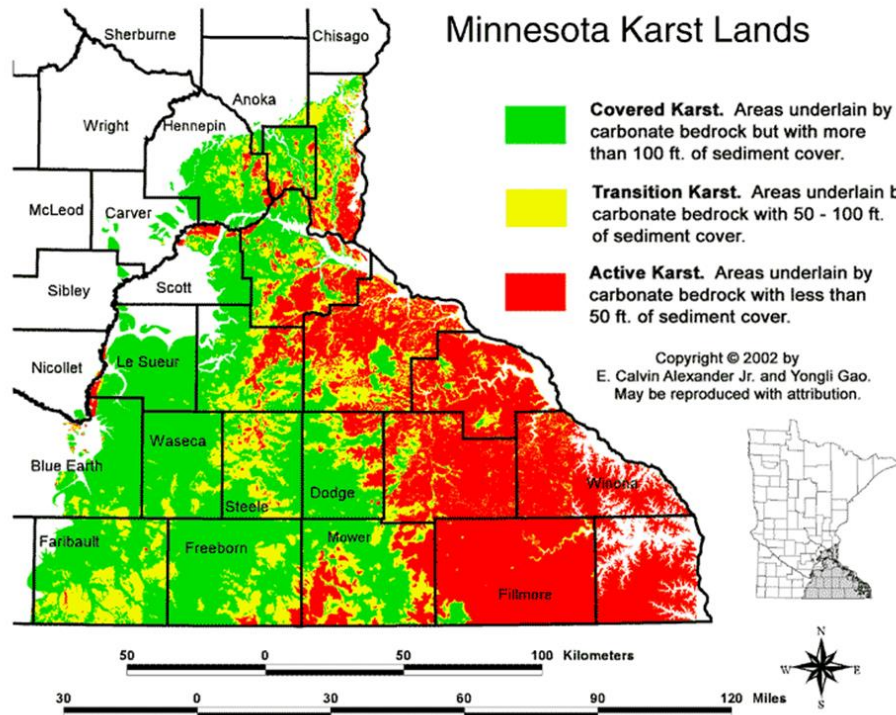 Minnesota Karst Lands
Sherburne
Chisago
Anoka
Wright
Hennepin
McLeod
Carver
Sibley
Scott
Nicollet
Le Sueur
Blue Earth
Waseca
Steele
Dodge
Winona
Faribault
Freeborn
Mower
Fillmore
Covered Karst. Areas underlain by
carbonate bedrock but with more
than 100 ft. of sediment cover.
Transition Karst. Areas underlain b
carbonate bedrock with 50 - 100 ft.
of sediment cover.
Active Karst. Areas underlain by
carbonate bedrock with less than
50 ft. of sediment cover.
Copyright © 2002 by
E. Calvin Alexander Jr. and Yongli Gao.
May be reproduced with attribution.
50 0 50 100 Kilometers
30 0 30 60 90 120 Miles
N
W E
S